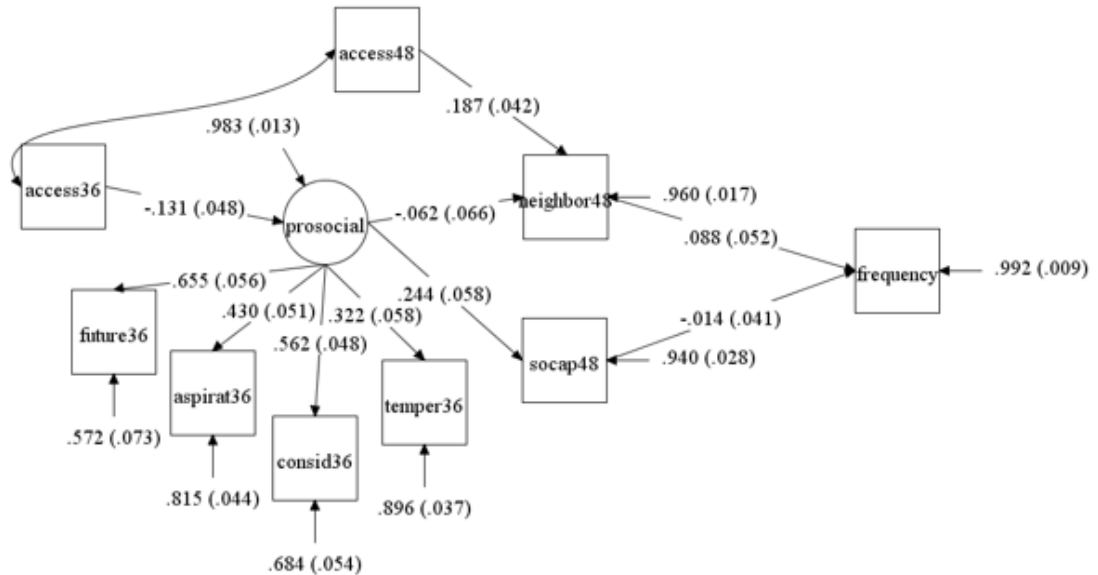 access48
.187 (.042)
.983 (.013)
access36
-.131 (.048)
prosocial
-.062 (.066)
neighbor48
.960 (.017)
.088 (.052)
frequency
.992 (.009)
.655 (.056)
.430 (.051)
.322 (.058)
.562 (.048)
.244 (.058)
-.014 (.041)
socap48
.940 (.028)
future36
aspirat36
consid36
temper36
.572 (.073)
.815 (.044)
.684 (.054)
.896 (.037)